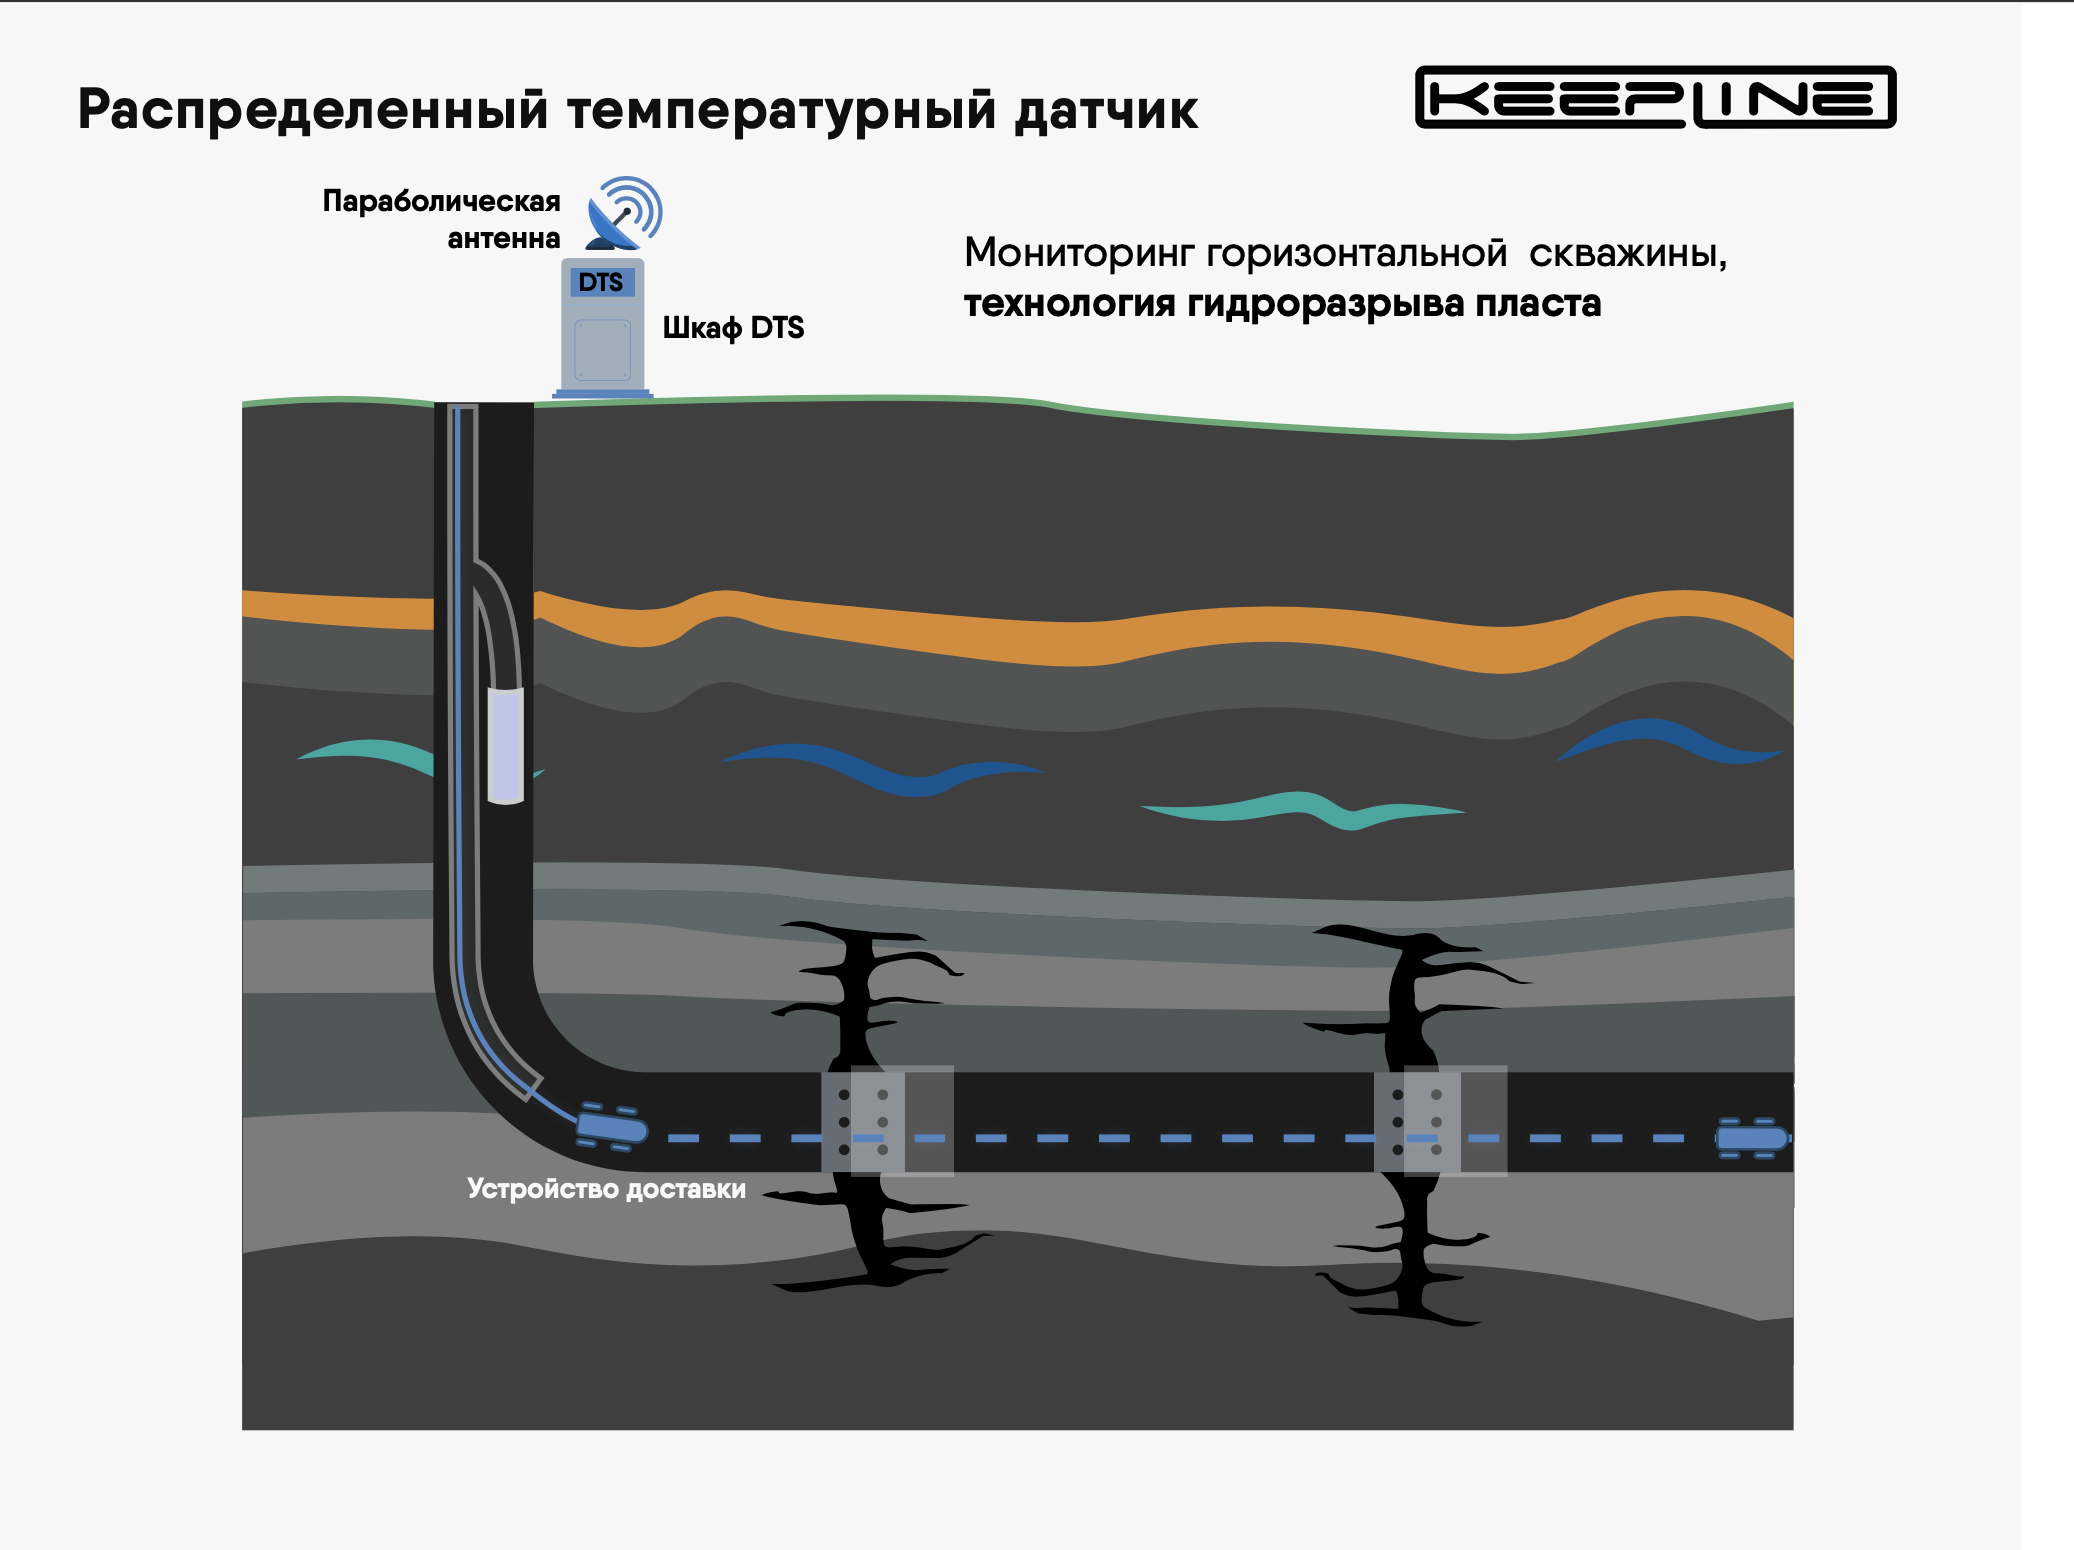 Распределенный температурный датчик
KEEPLINE
Параболическая
антенна
DTS
Шкаф DTS
Мониторинг горизонтальной скважины,
технология гидроразрыва пласта
Устройство доставки